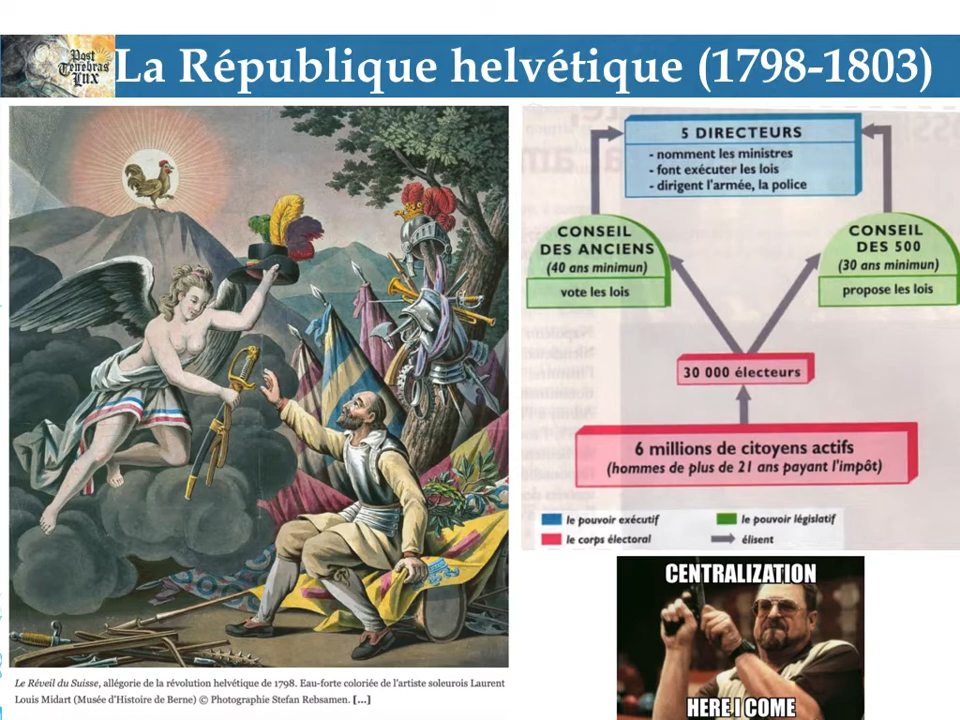 Post
Tenebras
Lux
La République helvétique (1798-1803)
5 DIRECTEURS
- nomment les ministres
- font exécuter les lois
- dirigent l'armée, la police
CONSEIL
DES ANCIENS
(40 ans minimun)
vote les lois
CONSEIL
DES 500
(30 ans minimun)
propose les lois
30 000 électeurs
6 millions de citoyens actifs
(hommes de plus de 21 ans payant l'impôt)
le pouvoir exécutif
le pouvoir législatif
le corps électoral
élisent
Le Réveil du Suisse, allégorie de la révolution helvétique de 1798. Eau-forte coloriée de l'artiste soleurois Laurent
Louis Midart (Musée d'Histoire de Berne) © Photographie Stefan Rebsamen. [...]
CENTRALIZATION
HERE I COME